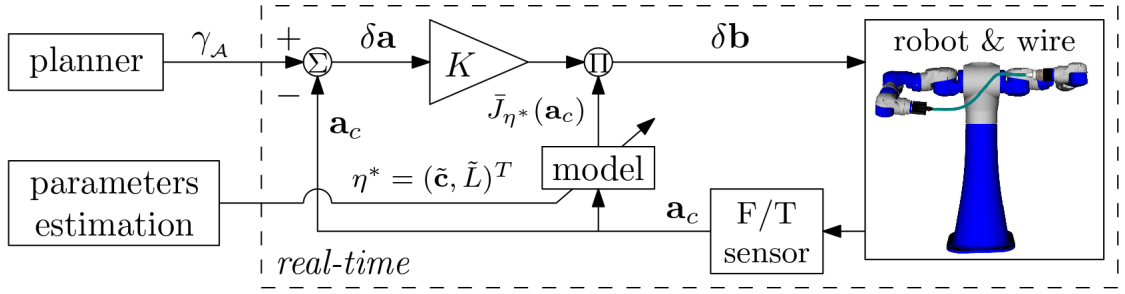 planner
γ_𝒜
+
−
Σ
δ𝐚
K
Π
δ𝐛
robot & wire
J̄_η*(𝐚_c)
𝐚_c
model
parameters
estimation
η* = (𝐜̃, L̃)^T
𝐚_c
F/T
sensor
real-time